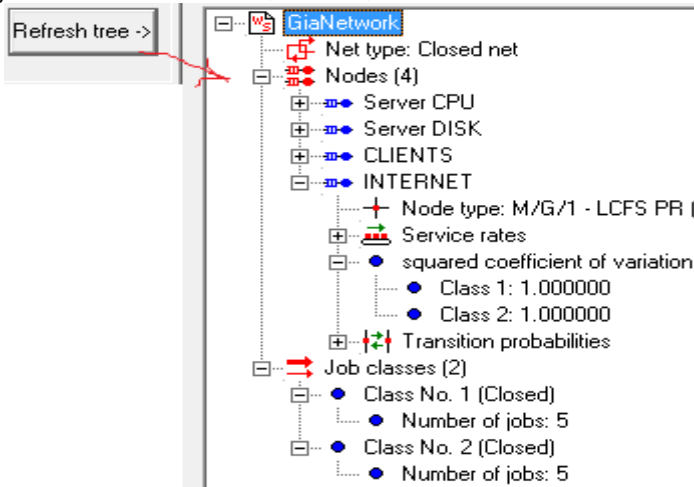 Refresh tree ->
GiaNetwork
Net type: Closed net
Nodes (4)
Server CPU
Server DISK
CLIENTS
INTERNET
Node type: M/G/1 - LCFS PR (
Service rates
squared coefficient of variation
Class 1: 1.000000
Class 2: 1.000000
Transition probabilities
Job classes (2)
Class No. 1 (Closed)
Number of jobs: 5
Class No. 2 (Closed)
Number of jobs: 5